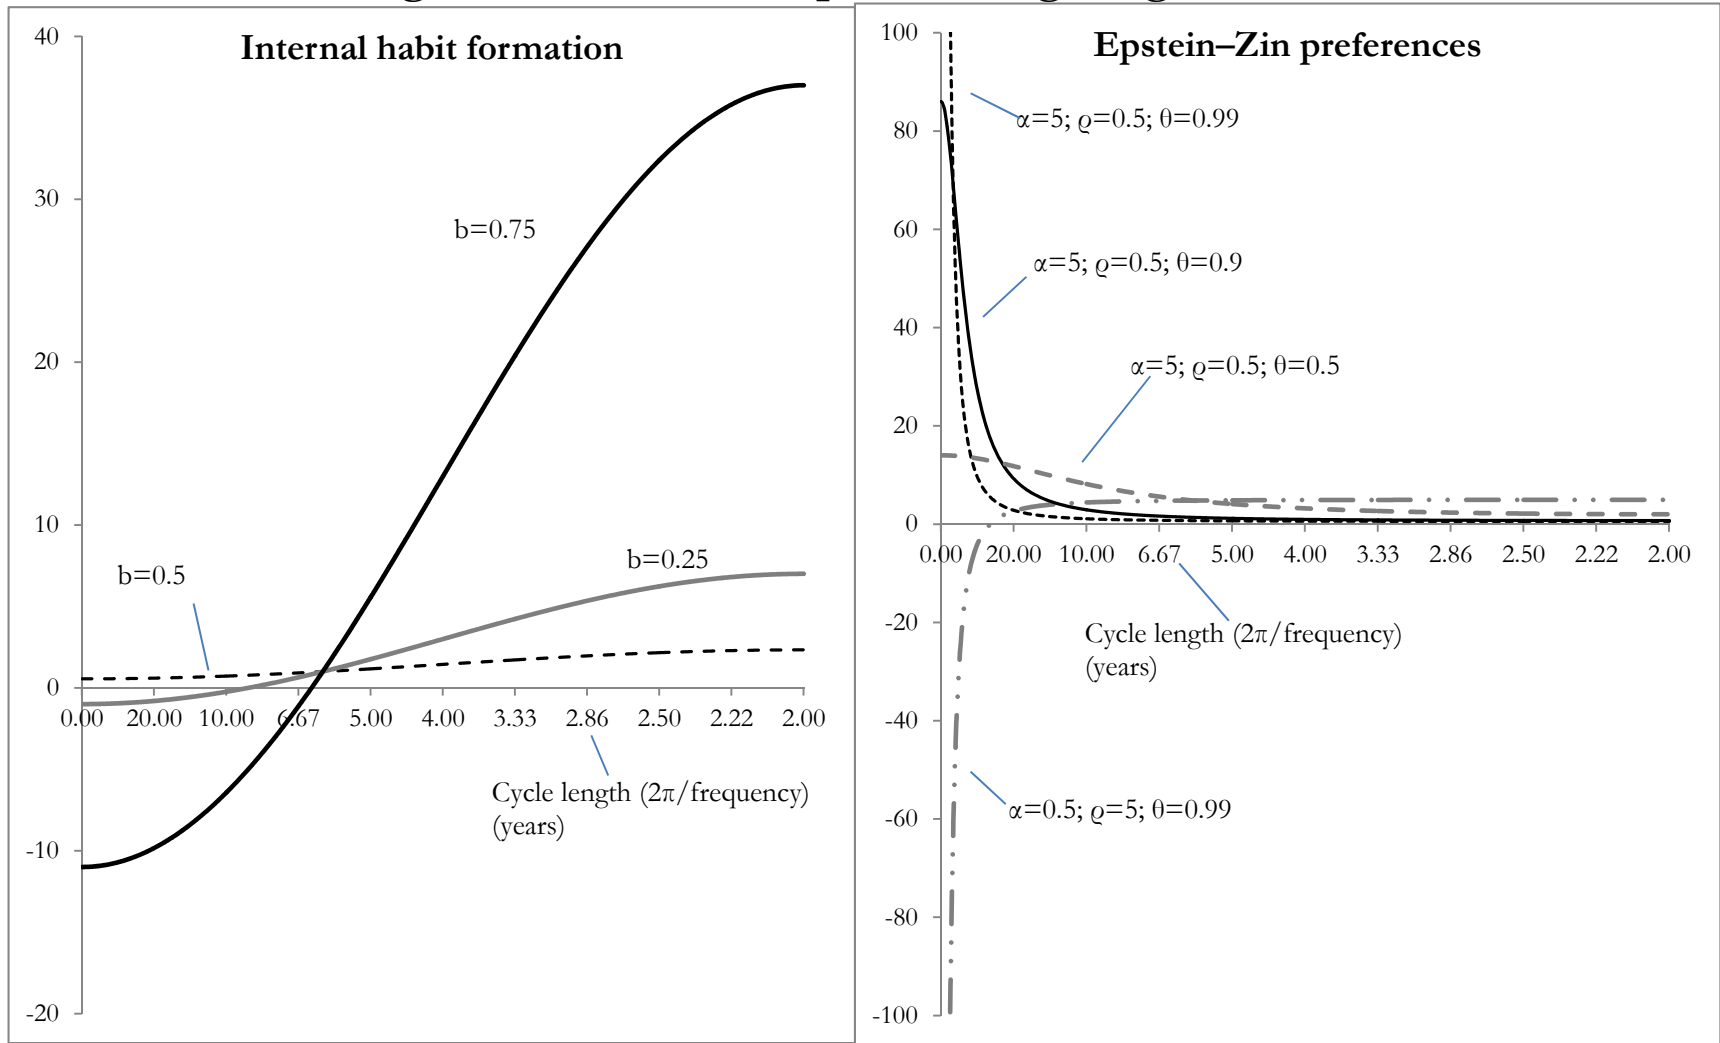 Internal habit formation
40
30
20
10
0
-10
-20
b=0.75
b=0.25
b=0.5
0.00 20.00 10.00 6.67 5.00 4.00 3.33 2.86 2.50 2.22 2.00
Cycle length (2π/frequency)
(years)
Epstein–Zin preferences
100
80
60
40
20
0
-20
-40
-60
-80
-100
α=5; ϱ=0.5; θ=0.99
α=5; ϱ=0.5; θ=0.9
α=5; ϱ=0.5; θ=0.5
0.00 20.00 10.00 6.67 5.00 4.00 3.33 2.86 2.50 2.22 2.00
Cycle length (2π/frequency)
(years)
α=0.5; ϱ=5; θ=0.99